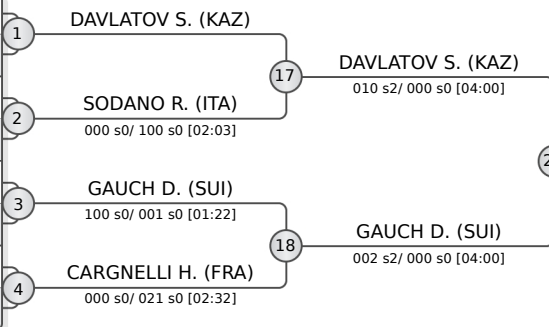 1
DAVLATOV S. (KAZ)
17
DAVLATOV S. (KAZ)
010 s2/ 000 s0 [04:00]
2
SODANO R. (ITA)
000 s0/ 100 s0 [02:03]
3
GAUCH D. (SUI)
100 s0/ 001 s0 [01:22]
18
GAUCH D. (SUI)
002 s2/ 000 s0 [04:00]
4
CARGNELLI H. (FRA)
000 s0/ 021 s0 [02:32]